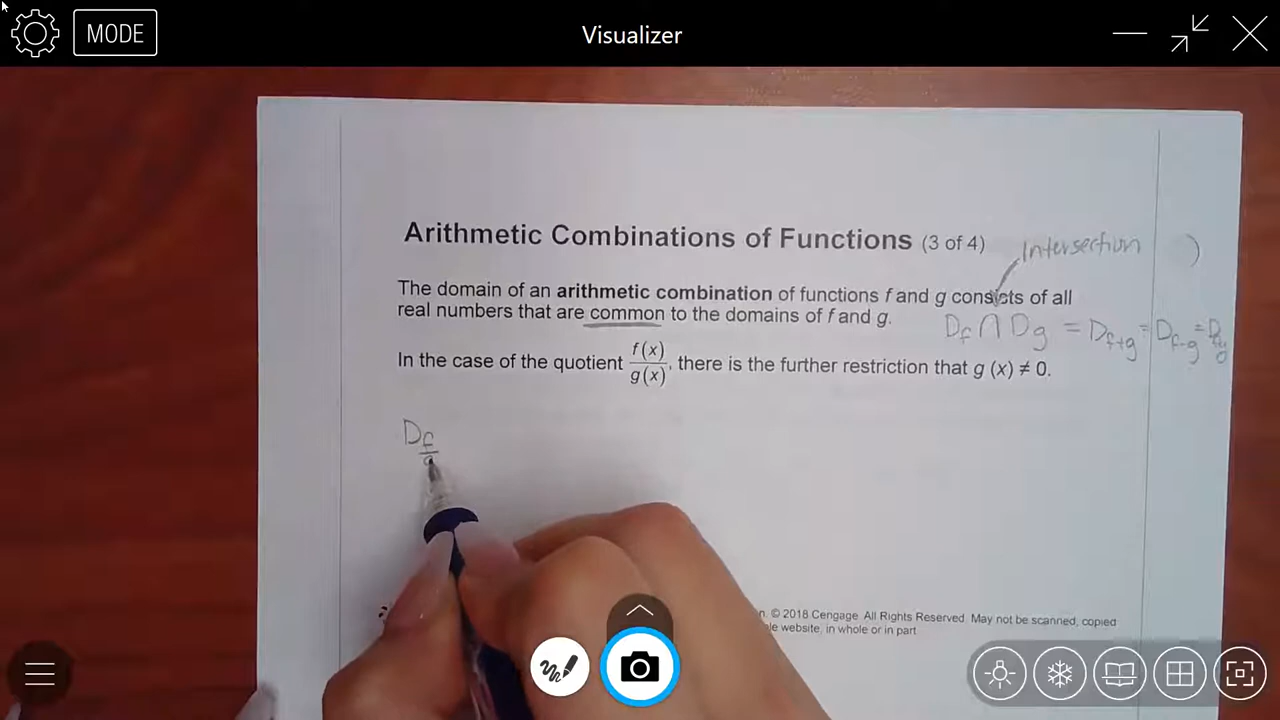 MODE
Visualizer
Arithmetic Combinations of Functions (3 of 4)
Intersection )
The domain of an arithmetic combination of functions f and g consists of all
real numbers that are common to the domains of f and g.
Df ∩ Dg = Df+g = Df-g = Dfg
In the case of the quotient f(x)/g(x), there is the further restriction that g (x) ≠ 0.
Df/g
© 2018 Cengage. All Rights Reserved. May not be scanned, copied
website, in whole or in part